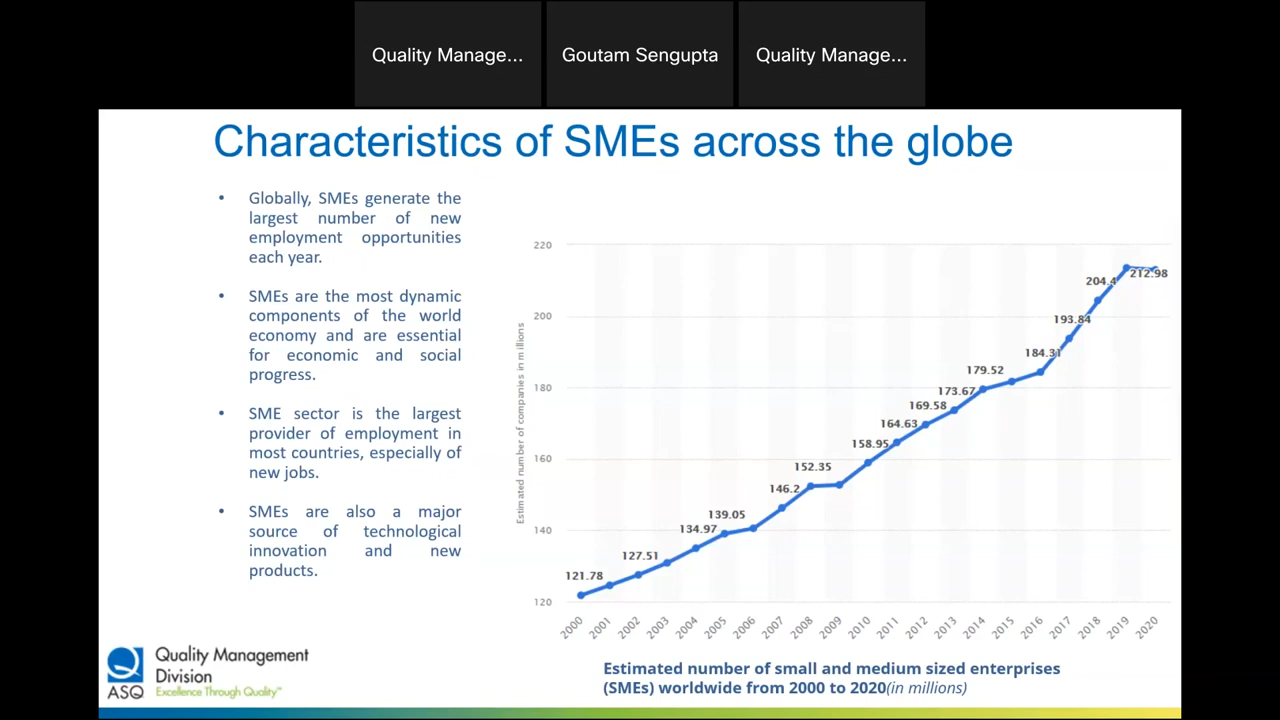 Quality Manage...
Goutam Sengupta
Quality Manage...
Characteristics of SMEs across the globe
• Globally, SMEs generate the
largest number of new
employment opportunities
each year.
• SMEs are the most dynamic
components of the world
economy and are essential
for economic and social
progress.
• SME sector is the largest
provider of employment in
most countries, especially of
new jobs.
• SMEs are also a major
source of technological
innovation and new
products.
Estimated number of companies in millions
220
200
180
160
140
120
121.78
127.51
134.97
139.05
146.2
152.35
158.95
164.63
169.58
173.67
179.52
184.31
193.84
204.4
212.98
2000
2001
2002
2003
2004
2005
2006
2007
2008
2009
2010
2011
2012
2013
2014
2015
2016
2017
2018
2019
2020
Estimated number of small and medium sized enterprises
(SMEs) worldwide from 2000 to 2020(in millions)
ASQ
Quality Management
Division
Excellence Through Quality™